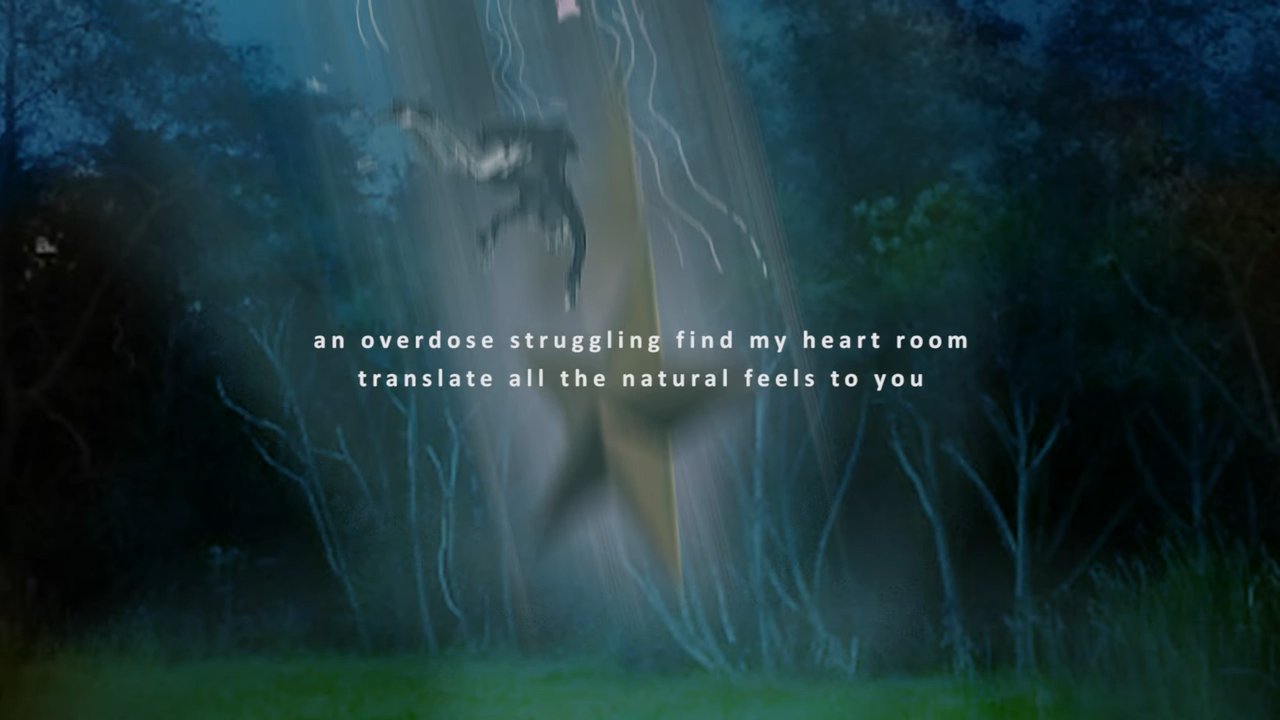 an overdose struggling find my heart room
translate all the natural feels to you